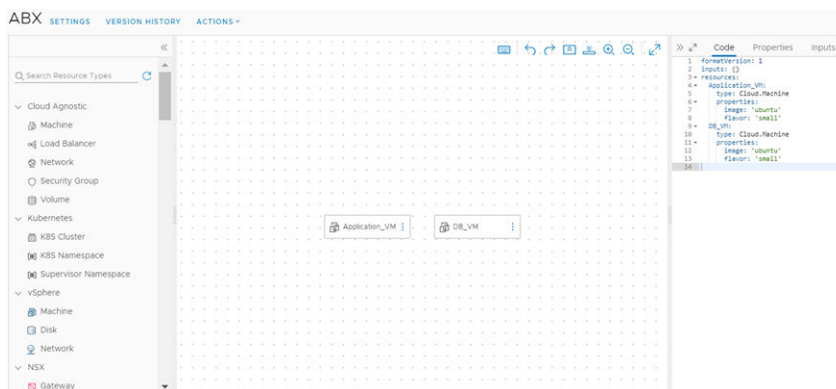 ABX SETTINGS VERSION HISTORY ACTIONS
Search Resource Types
Cloud Agnostic
Machine
Load Balancer
Network
Security Group
Volume
Kubernetes
K8S Cluster
K8S Namespace
Supervisor Namespace
vSphere
Machine
Disk
Network
NSX
Gateway
Application_VM
DB_VM
Code Properties Inputs
1 formatVersion: 1
2 inputs: {}
3 resources:
4 Application_VM:
5 type: Cloud.Machine
6 properties:
7 image: 'ubuntu'
8 flavor: 'small'
9 DB_VM:
10 type: Cloud.Machine
11 properties:
12 image: 'ubuntu'
13 flavor: 'small'
14